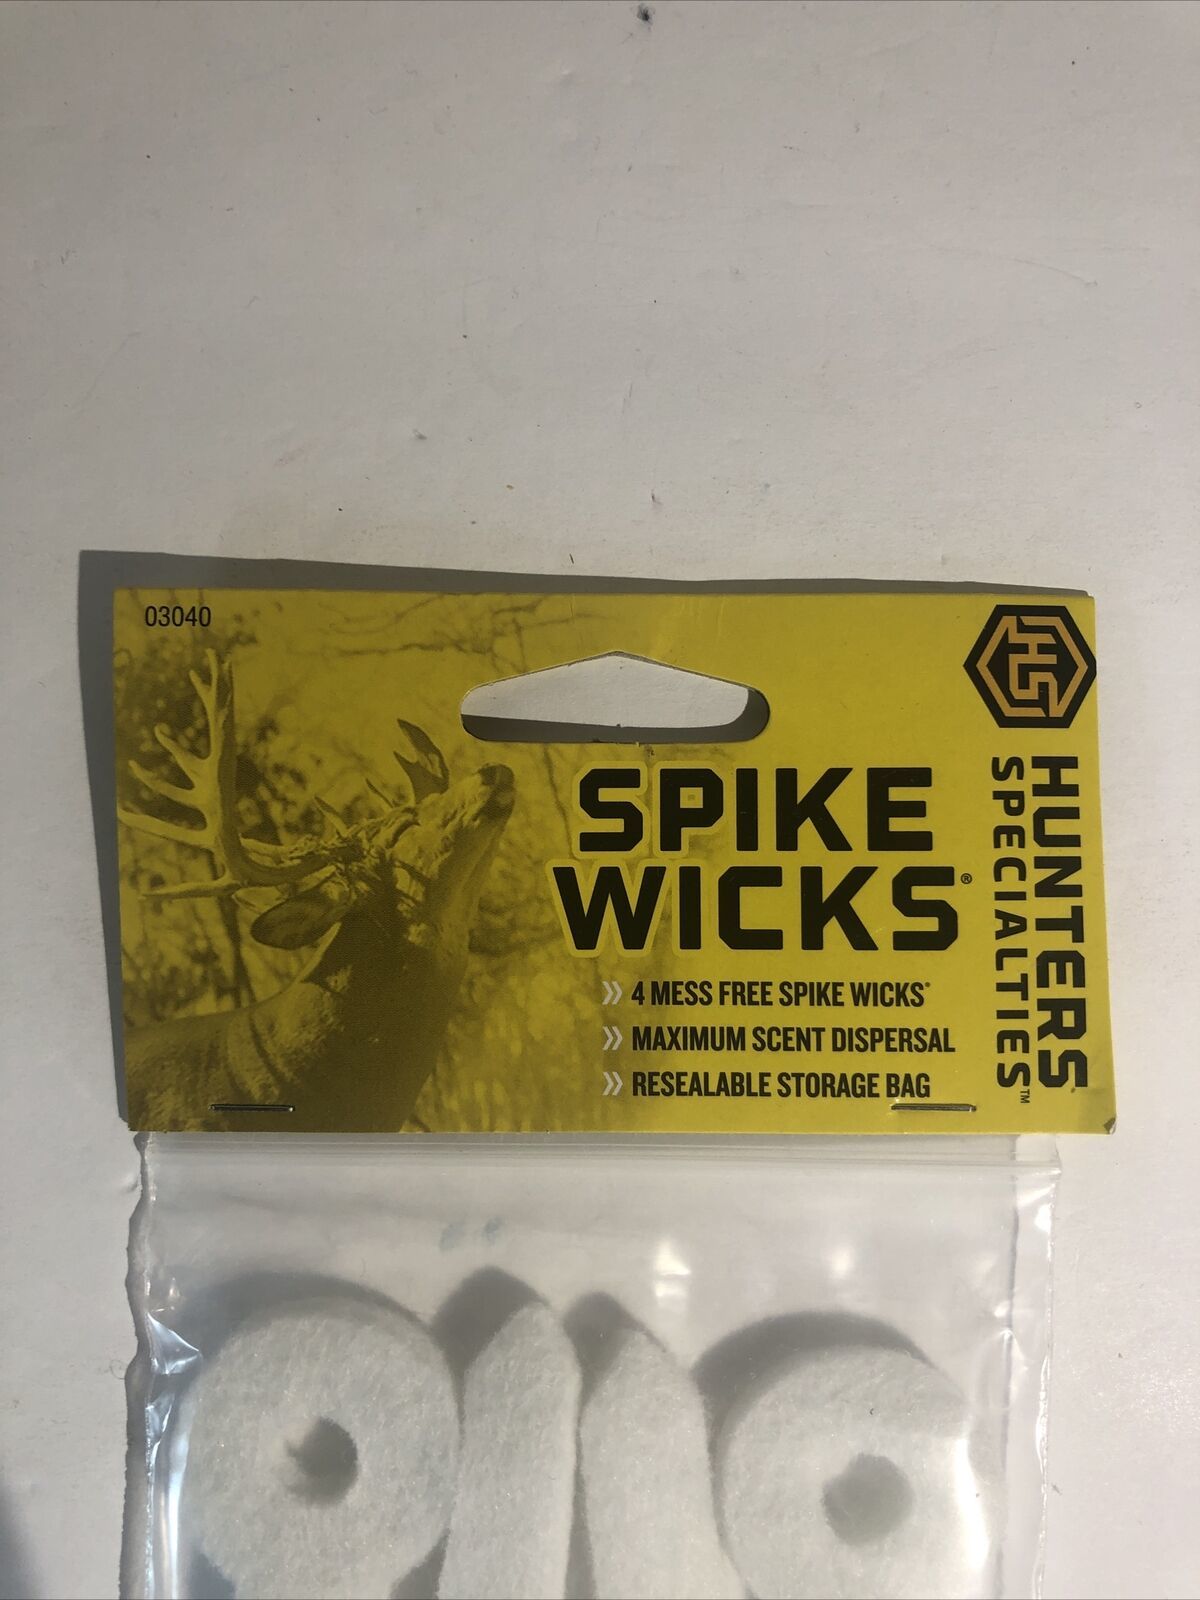 03040
HS
HUNTERS
SPECIALTIES™
SPIKE
WICKS®
» 4 MESS FREE SPIKE WICKS®
» MAXIMUM SCENT DISPERSAL
» RESEALABLE STORAGE BAG